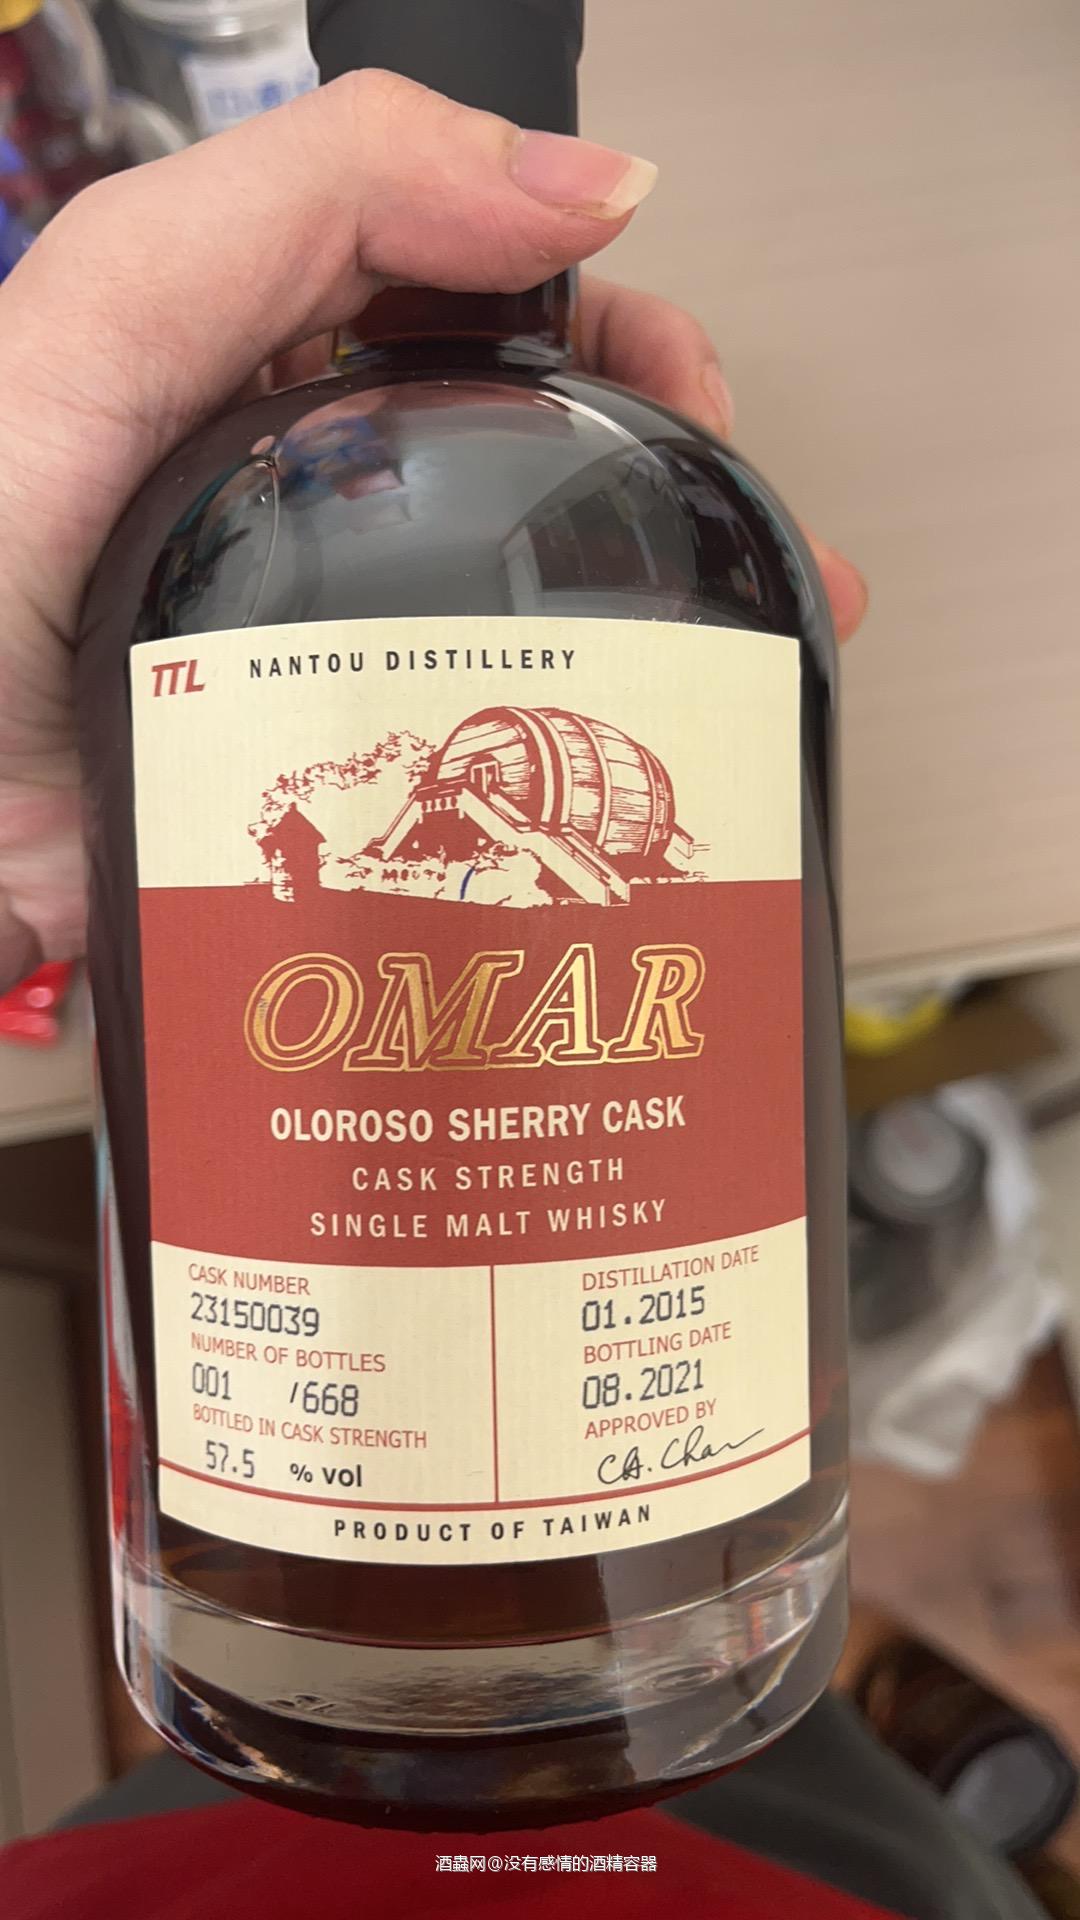 TTL NANTOU DISTILLERY
OMAR
OLOROSO SHERRY CASK
CASK STRENGTH
SINGLE MALT WHISKY
CASK NUMBER
23150039
NUMBER OF BOTTLES
001 /668
BOTTLED IN CASK STRENGTH
57.5 % vol
DISTILLATION DATE
01.2015
BOTTLING DATE
08.2021
APPROVED BY
PRODUCT OF TAIWAN
酒蟲网@没有感情的酒精容器